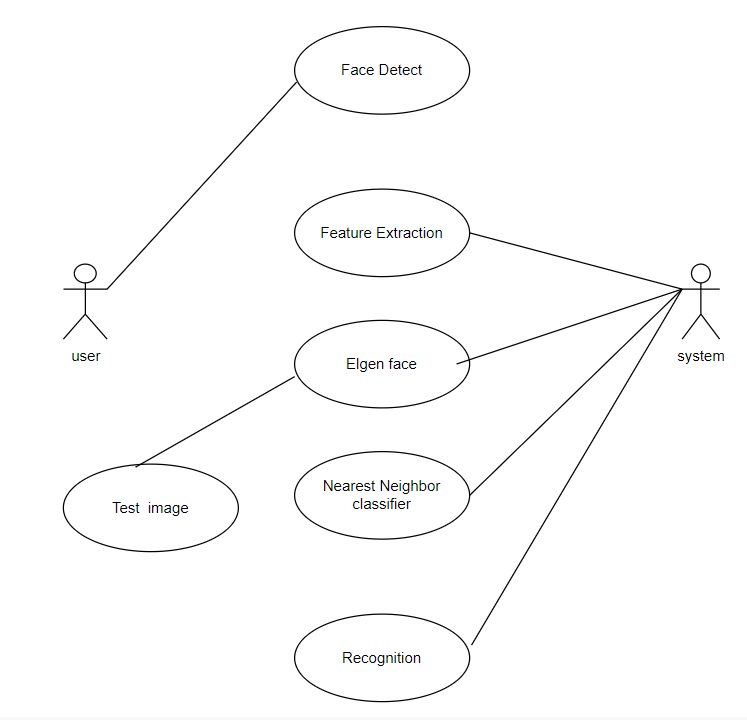 Face Detect
Feature Extraction
user
system
Elgen face
Nearest Neighbor
classifier
Test  image
Recognition